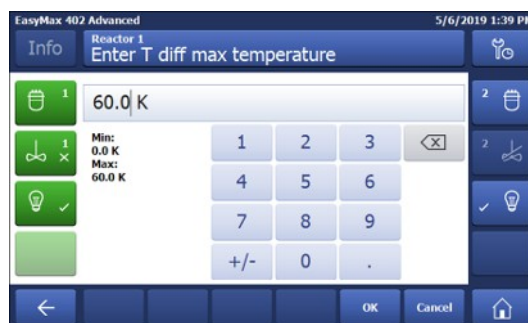 EasyMax 402 Advanced 5/6/2019 1:39 PM
Info
Reactor 1
Enter T diff max temperature
1
60.0 K
2
1
Min:
0.0 K
Max:
60.0 K
1 2 3
2
4 5 6
7 8 9
+/- 0 .
OK Cancel